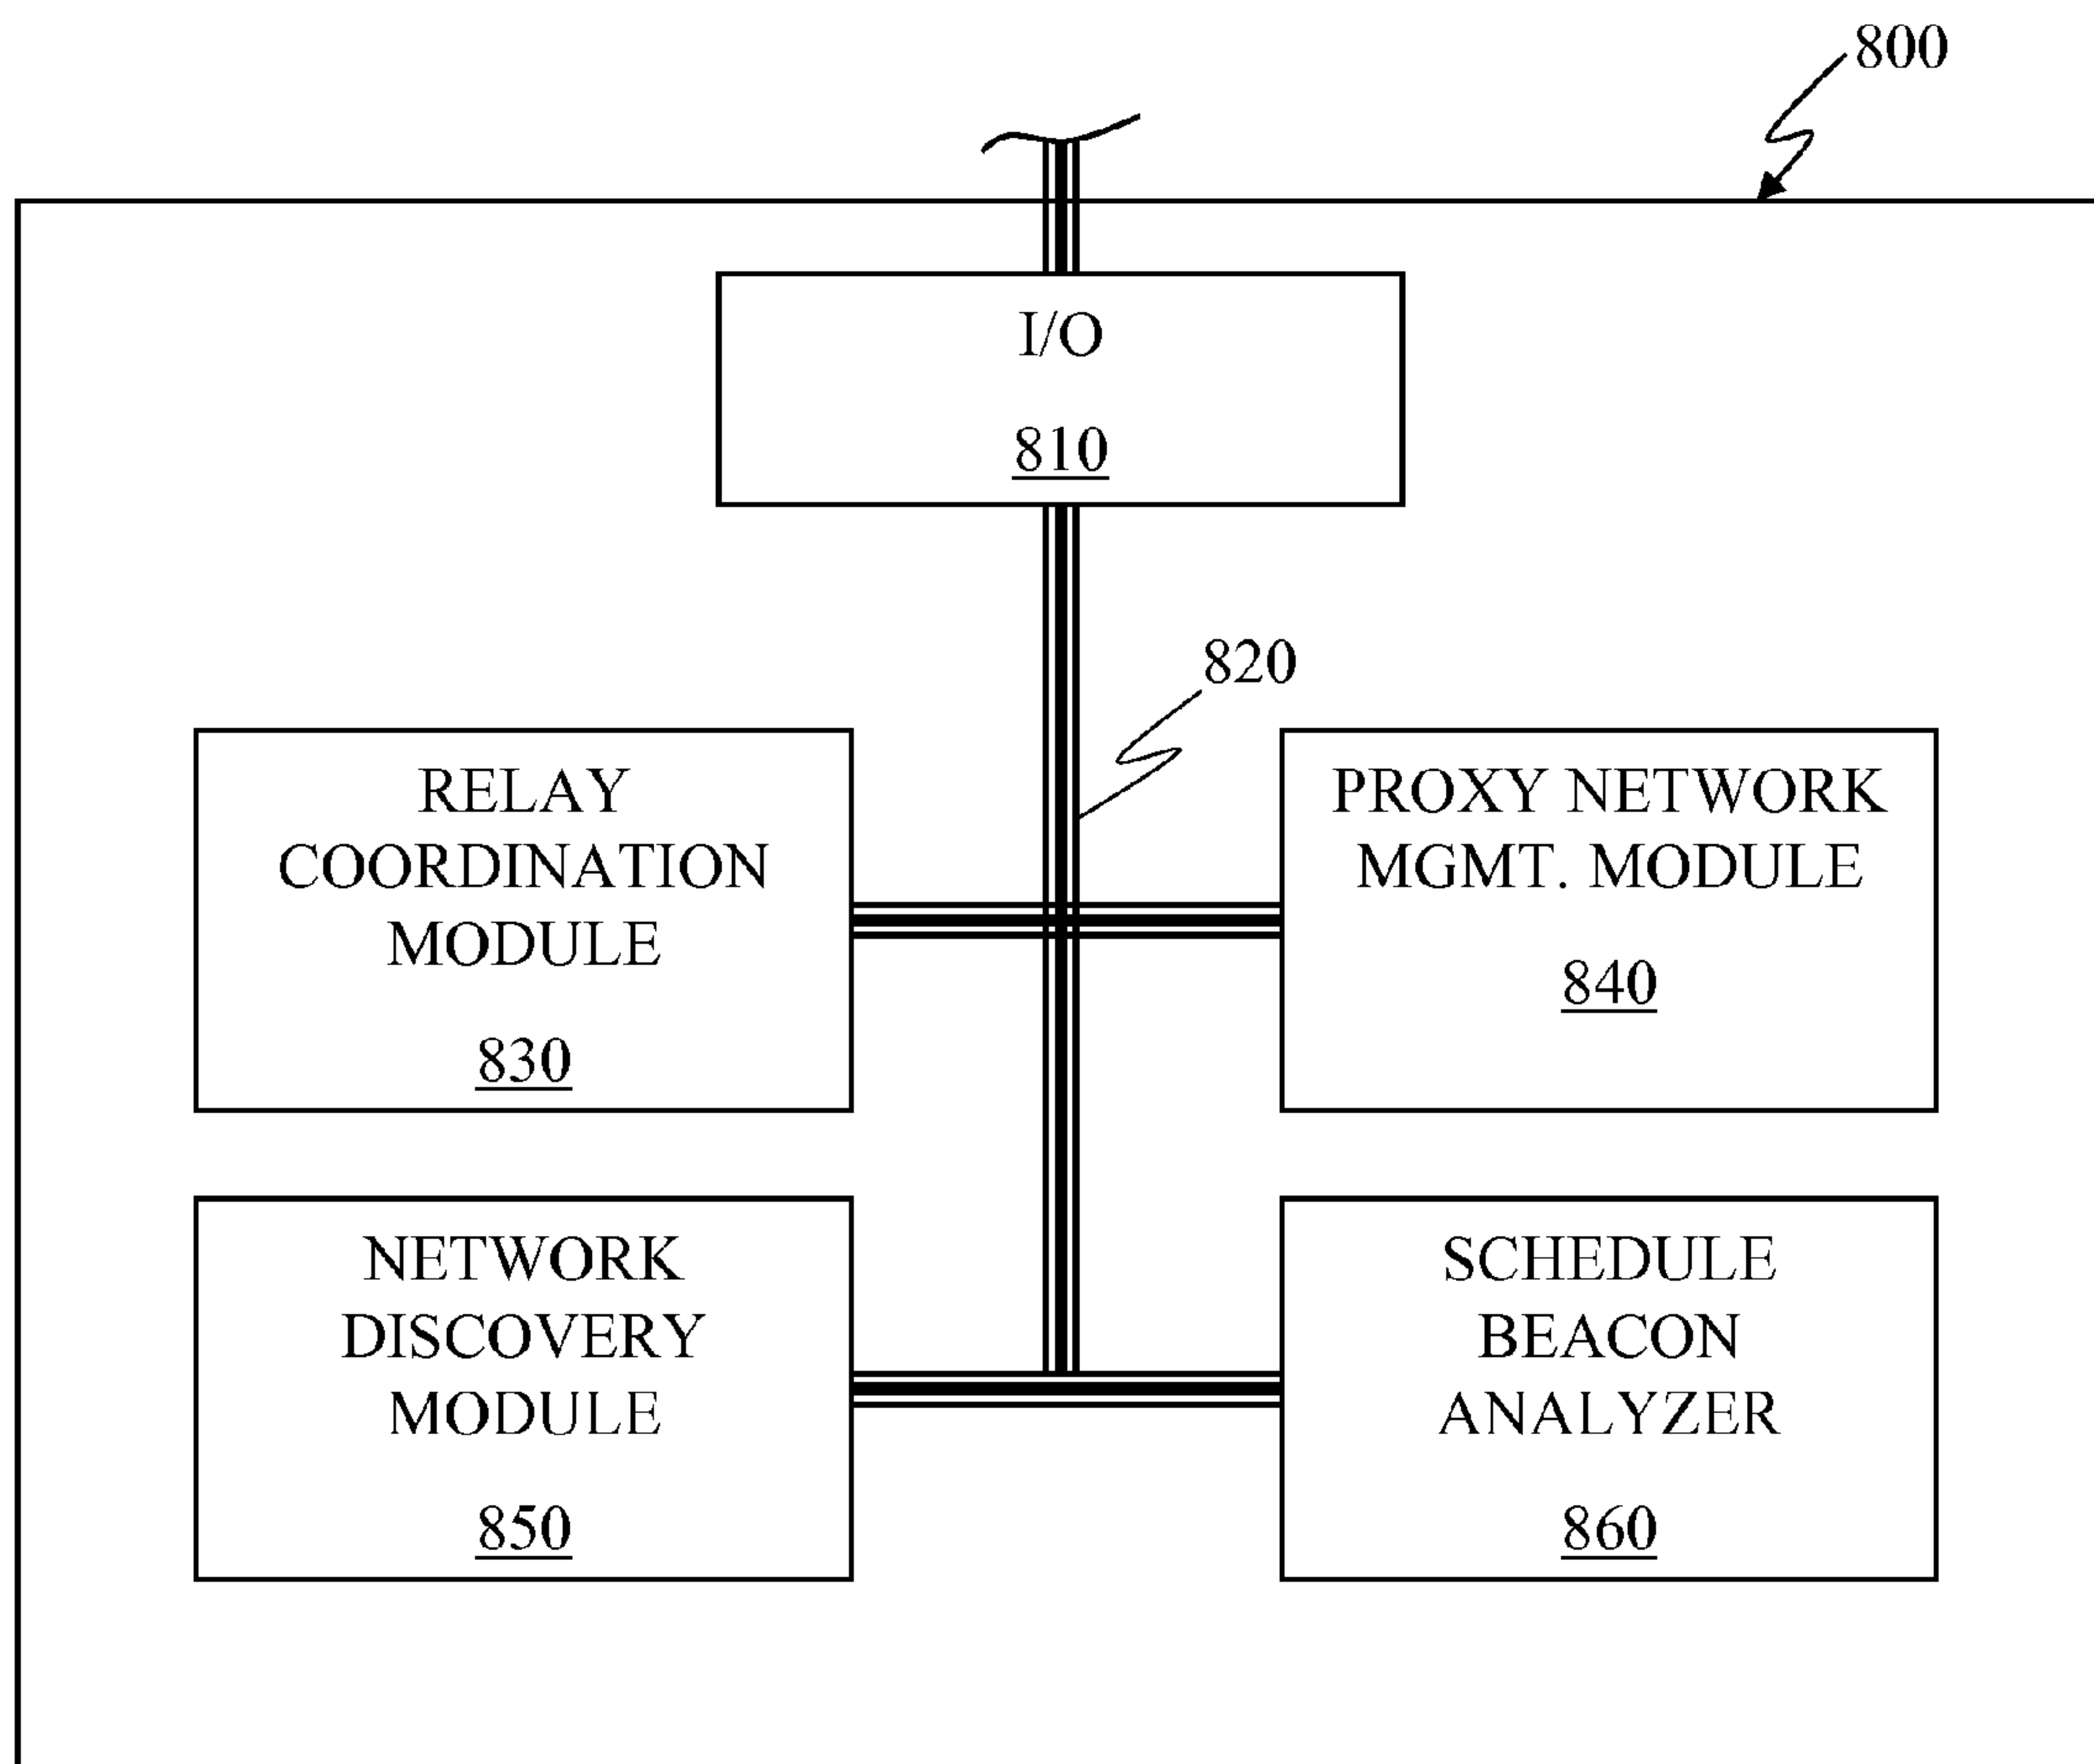 800
I/O
810
820
RELAY
COORDINATION
MODULE
830
PROXY NETWORK
MGMT. MODULE
840
NETWORK
DISCOVERY
MODULE
850
SCHEDULE
BEACON
ANALYZER
860